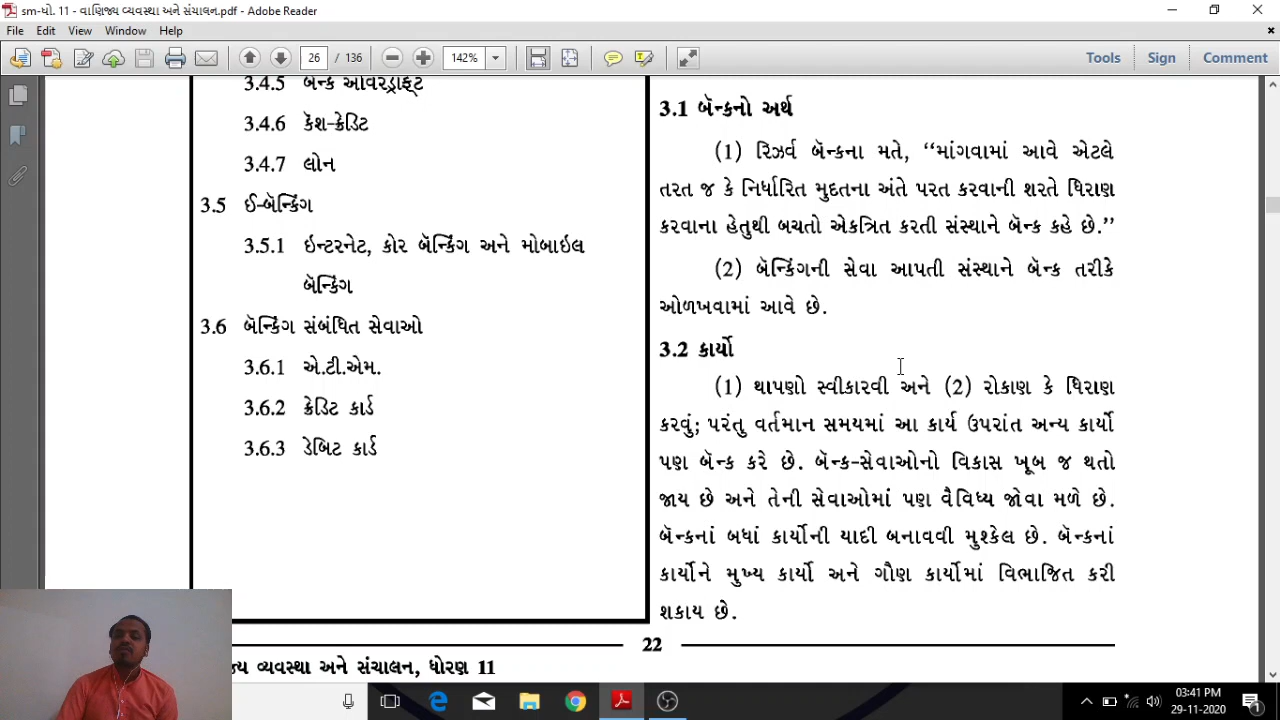 sm-ધો. 11 - વાણિજ્ય વ્યવસ્થા અને સંચાલન.pdf - Adobe Reader
File Edit View Window Help
26 / 136 142% Tools Sign Comment
3.4.5 બૅન્ક ઓવરડ્રાફ્ટ
3.4.6 કૅશ-ક્રેડિટ
3.4.7 લોન
3.5 ઈ-બૅન્કિંગ
3.5.1 ઇન્ટરનેટ, કોર બૅન્કિંગ અને મોબાઇલ
બૅન્કિંગ
3.6 બૅન્કિંગ સંબંધિત સેવાઓ
3.6.1 એ.ટી.એમ.
3.6.2 ક્રેડિટ કાર્ડ
3.6.3 ડેબિટ કાર્ડ
3.1 બૅન્કનો અર્થ
(1) રિઝર્વ બૅન્કના મતે, ‘‘માંગવામાં આવે એટલે
તરત જ કે નિર્ધારિત મુદતના અંતે પરત કરવાની શરતે ધિરાણ
કરવાના હેતુથી બચતો એકત્રિત કરતી સંસ્થાને બૅન્ક કહે છે.’’
(2) બૅન્કિંગની સેવા આપતી સંસ્થાને બૅન્ક તરીકે
ઓળખવામાં આવે છે.
3.2 કાર્યો
(1) થાપણો સ્વીકારવી અને (2) રોકાણ કે ધિરાણ
કરવું; પરંતુ વર્તમાન સમયમાં આ કાર્ય ઉપરાંત અન્ય કાર્યો
પણ બૅન્ક કરે છે. બૅન્ક-સેવાઓનો વિકાસ ખૂબ જ થતો
જાય છે અને તેની સેવાઓમાં પણ વૈવિધ્ય જોવા મળે છે.
બૅન્કનાં બધાં કાર્યોની યાદી બનાવવી મુશ્કેલ છે. બૅન્કનાં
કાર્યોને મુખ્ય કાર્યો અને ગૌણ કાર્યોમાં વિભાજિત કરી
શકાય છે.
22
વ્યવસ્થા અને સંચાલન, ધોરણ 11
03:41 PM
29-11-2020